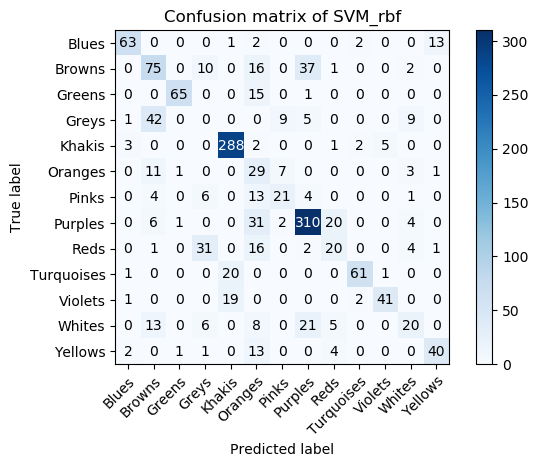 Confusion matrix of SVM_rbf
Blues 63 0 0 0 1 2 0 0 0 2 0 0 13
Browns 0 75 0 10 0 16 0 37 1 0 0 2 0
Greens 0 0 65 0 0 15 0 1 0 0 0 0 0
Greys 1 42 0 0 0 0 9 5 0 0 0 9 0
Khakis 3 0 0 0 288 2 0 0 1 2 5 0 0
Oranges 0 11 1 0 0 29 7 0 0 0 0 3 1
Pinks 0 4 0 6 0 13 21 4 0 0 0 1 0
Purples 0 6 1 0 0 31 2 310 20 0 0 4 0
Reds 0 1 0 31 0 16 0 2 20 0 0 4 1
Turquoises 1 0 0 0 20 0 0 0 0 61 1 0 0
Violets 1 0 0 0 19 0 0 0 0 2 41 0 0
Whites 0 13 0 6 0 8 0 21 5 0 0 20 0
Yellows 2 0 1 1 0 13 0 0 4 0 0 0 40
Blues Browns Greens Greys Khakis Oranges Pinks Purples Reds Turquoises Violets Whites Yellows
True label
Predicted label
300
250
200
150
100
50
0